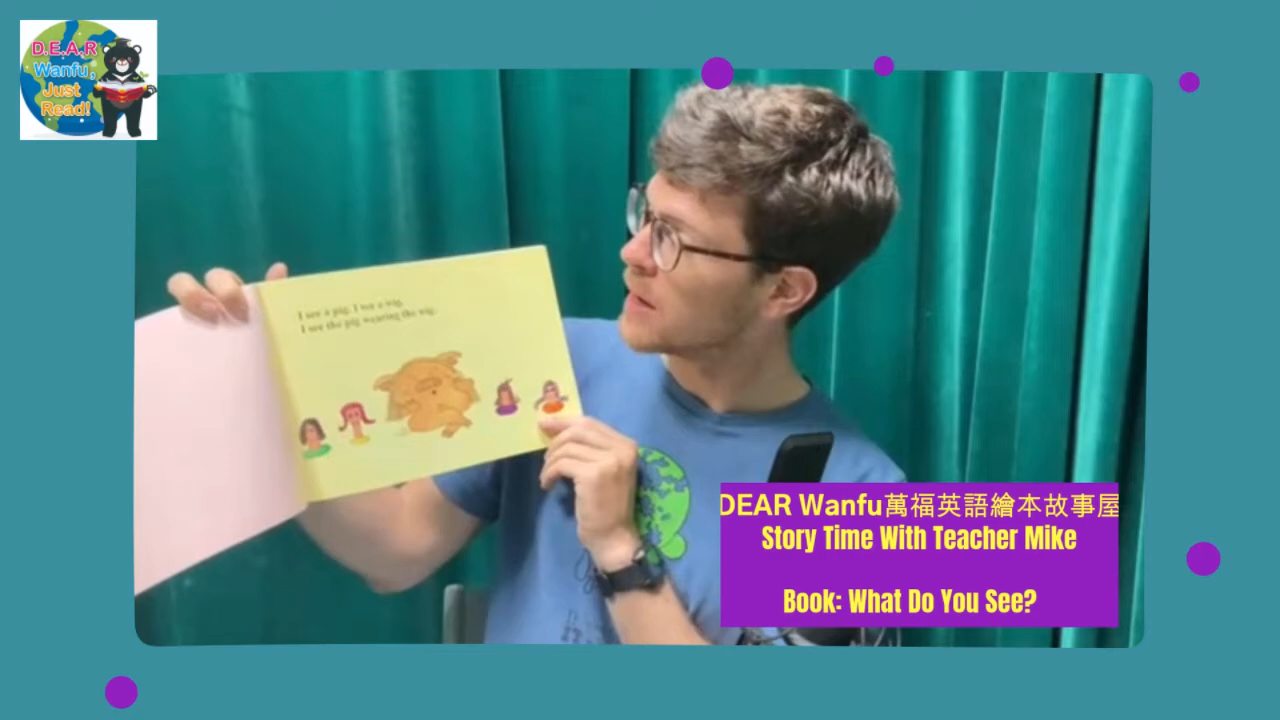 D.E.A.R
Wanfu,
Just
Read!
I see a pig. I see a wig.
I see the pig wearing the wig.
DEAR Wanfu萬福英語繪本故事屋
Story Time With Teacher Mike
Book: What Do You See?